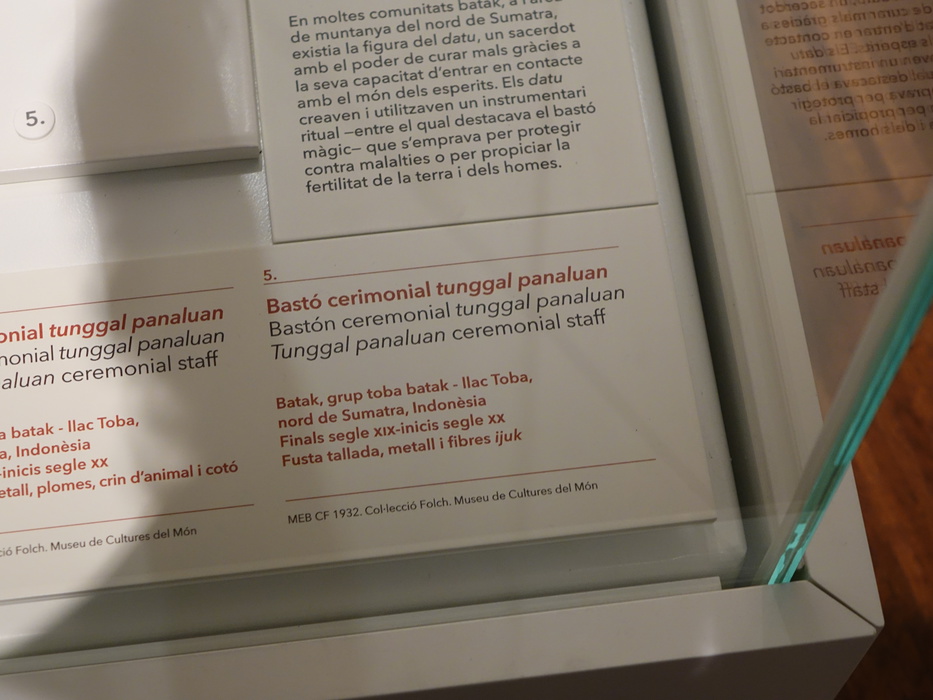 En moltes comunitats batak, a
de muntanya del nord de Sumatra,
existia la figura del datu, un sacerdot
amb el poder de curar mals gràcies a
la seva capacitat d'entrar en contacte
amb el món dels esperits. Els datu
creaven i utilitzaven un instrumentari
ritual –entre el qual destacava el bastó
màgic– que s'emprava per protegir
contra malalties o per propiciar la
fertilitat de la terra i dels homes.
5.
5.
Bastó cerimonial tunggal panaluan
Bastón ceremonial tunggal panaluan
Tunggal panaluan ceremonial staff
Batak, grup toba batak - llac Toba,
nord de Sumatra, Indonèsia
Finals segle XIX-inicis segle XX
Fusta tallada, metall i fibres ijuk
MEB CF 1932. Col·lecció Folch. Museu de Cultures del Món
onial tunggal panaluan
monial tunggal panaluan
aluan ceremonial staff
a batak - llac Toba,
a, Indonèsia
-inicis segle XX
etall, plomes, crin d'animal i cotó
ció Folch. Museu de Cultures del Món